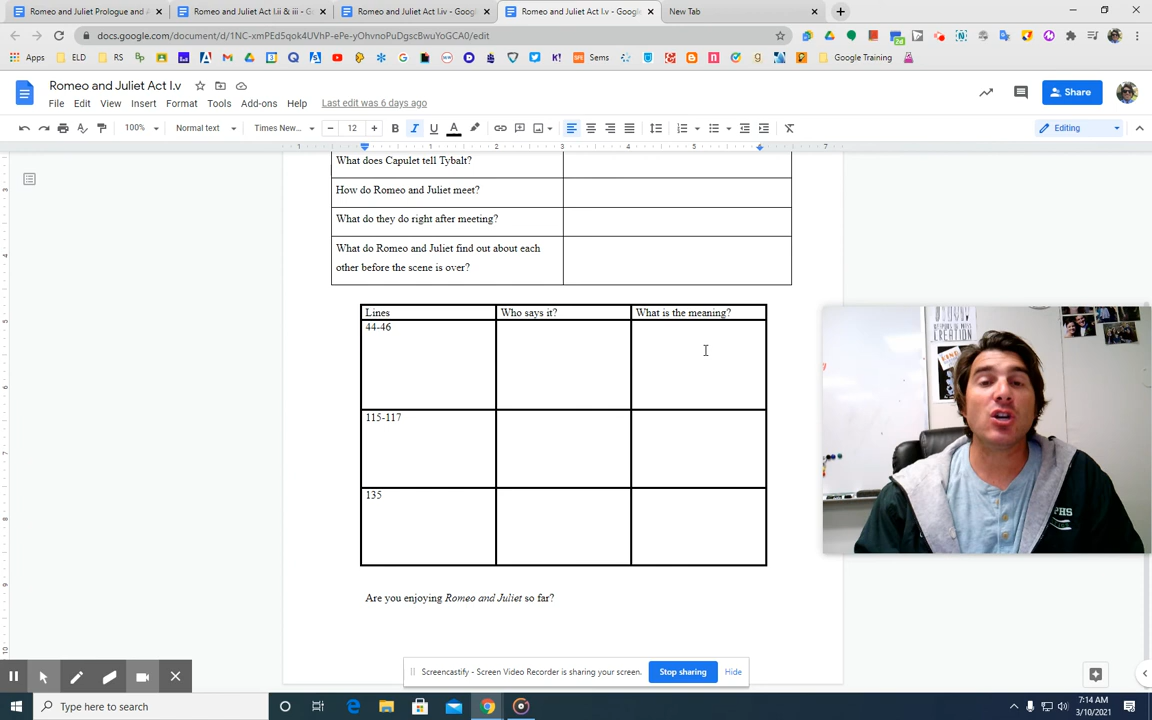 Romeo and Juliet Prologue and A
Romeo and Juliet Act I.ii & iii - G
Romeo and Juliet Act I.iv - Goog
Romeo and Juliet Act I.v - Google
New Tab
docs.google.com/document/d/1NC-xmPEd5qok4UVhP-ePe-yOhvnoPuDgscBwuYoGCA0/edit
Apps
ELD
RS
Sems
Google Training
Romeo and Juliet Act I.v
File Edit View Insert Format Tools Add-ons Help
Last edit was 6 days ago
Share
100%
Normal text
Times New...
12
Editing
What does Capulet tell Tybalt?
How do Romeo and Juliet meet?
What do they do right after meeting?
What do Romeo and Juliet find out about each
other before the scene is over?
Lines
Who says it?
What is the meaning?
44-46
115-117
135
Are you enjoying Romeo and Juliet so far?
CREATION
PHS
Screencastify - Screen Video Recorder is sharing your screen.
Stop sharing
Hide
Type here to search
7:14 AM
3/10/2021